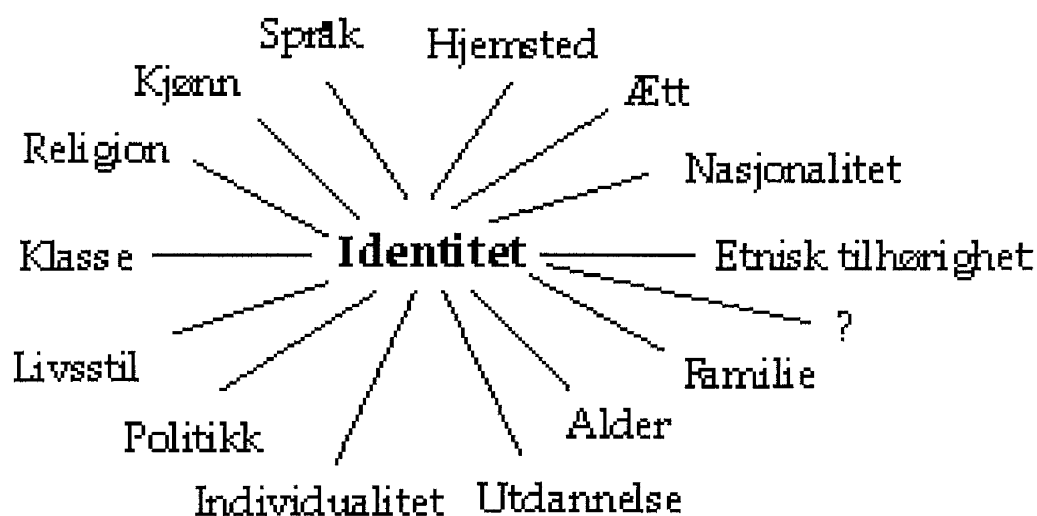 Språk
Hjemsted
Kjønn
Ætt
Religion
Nasjonalitet
Klasse
Identitet
Etnisk tilhørighet
?
Livsstil
Familie
Politikk
Alder
Individualitet
Utdannelse